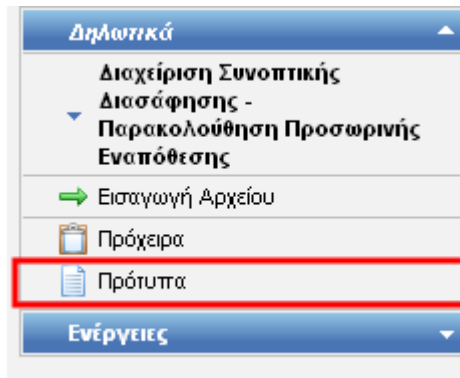 Δηλωτικά
Διαχείριση Συνοπτικής
Διασάφησης -
Παρακολούθηση Προσωρινής
Εναπόθεσης
Εισαγωγή Αρχείου
Πρόχειρα
Πρότυπα
Ενέργειες